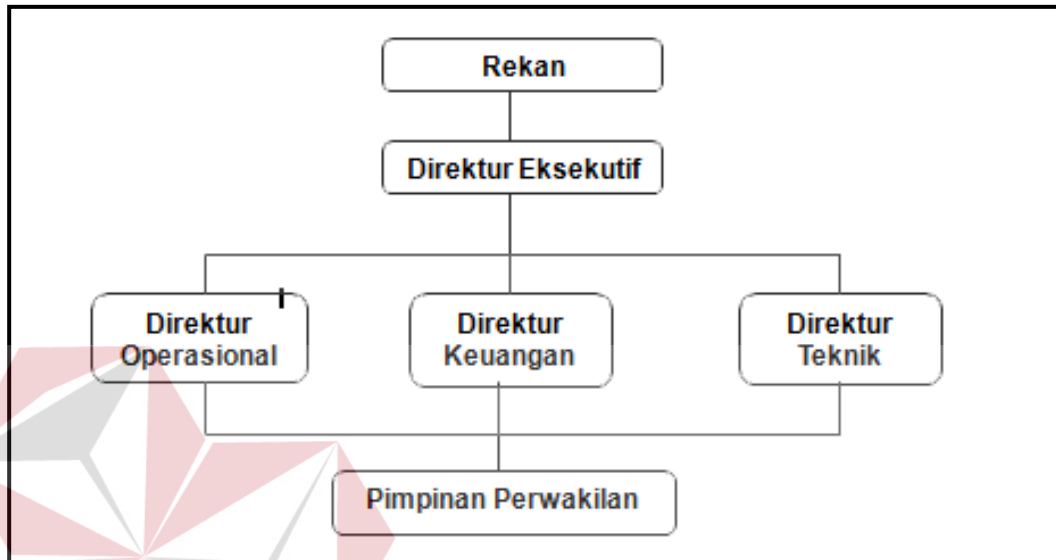 Rekan
Direktur Eksekutif
Direktur
Operasional
Direktur
Keuangan
Direktur
Teknik
Pimpinan Perwakilan